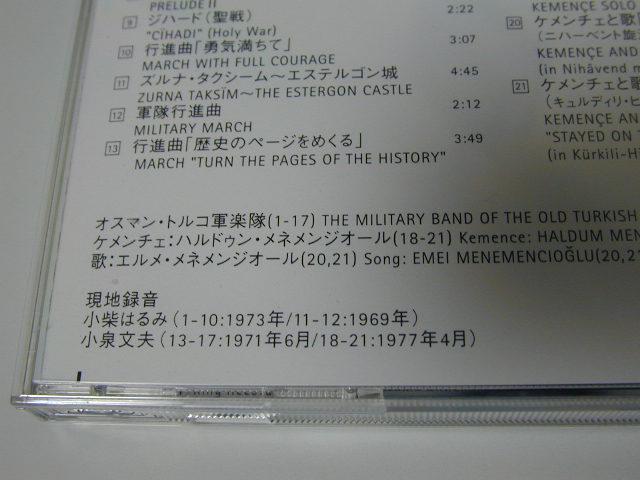 PRELUDE II 2:22
9 ジハード（聖戦）
"CİHADI" (Holy War)
10 行進曲「勇気満ちて」 3:07
MARCH WITH FULL COURAGE
11 ズルナ・タクシーム〜エステルゴン城 4:45
ZURNA TAKSİM〜THE ESTERGON CASTLE
12 軍隊行進曲 2:12
MILITARY MARCH
13 行進曲「歴史のページをめくる」 3:49
MARCH "TURN THE PAGES OF THE HISTORY"
KEMENÇE SOLO
20 ケメンチェと歌
（ニハーベント旋
KEMENÇE AND
(in Nihâvend m
21 ケメンチェと歌
（キュルディリ・ヒ
KEMENÇE AN
"STAYED ON
(in Kürkili-Hi
オスマン・トルコ軍楽隊(1-17) THE MILITARY BAND OF THE OLD TURKISH
ケメンチェ：ハルドゥン・メネメンジオール(18-21) Kemence: HALDUM MEN
歌：エルメ・メネメンジオール(20,21) Song: EMEI MENEMENCIOĞLU(20,21
現地録音
小柴はるみ（1-10:1973年/11-12:1969年）
小泉文夫（13-17:1971年6月/18-21:1977年4月）